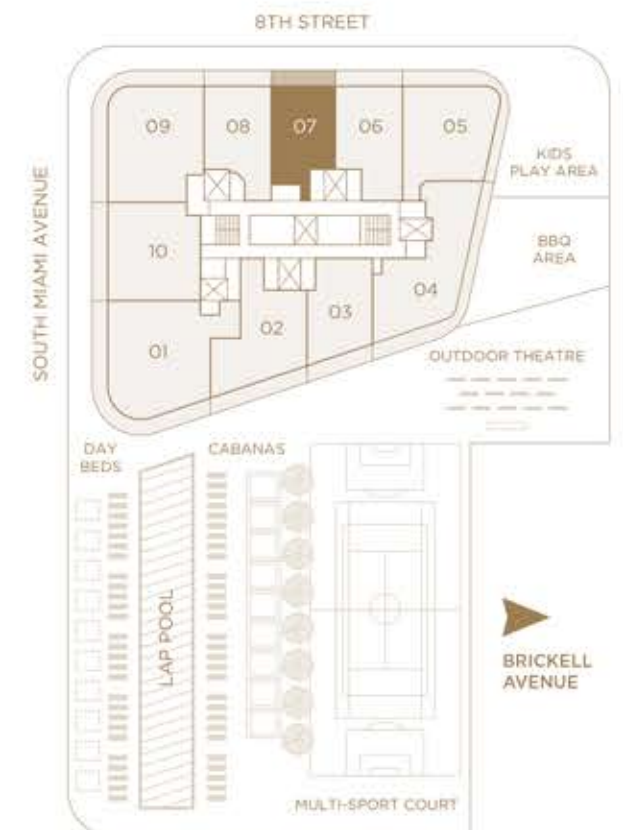 8TH STREET
SOUTH MIAMI AVENUE
09
08
07
06
05
KIDS
PLAY AREA
10
BBQ
AREA
04
03
02
01
OUTDOOR THEATRE
DAY
BEDS
CABANAS
LAP POOL
BRICKELL
AVENUE
MULTI-SPORT COURT